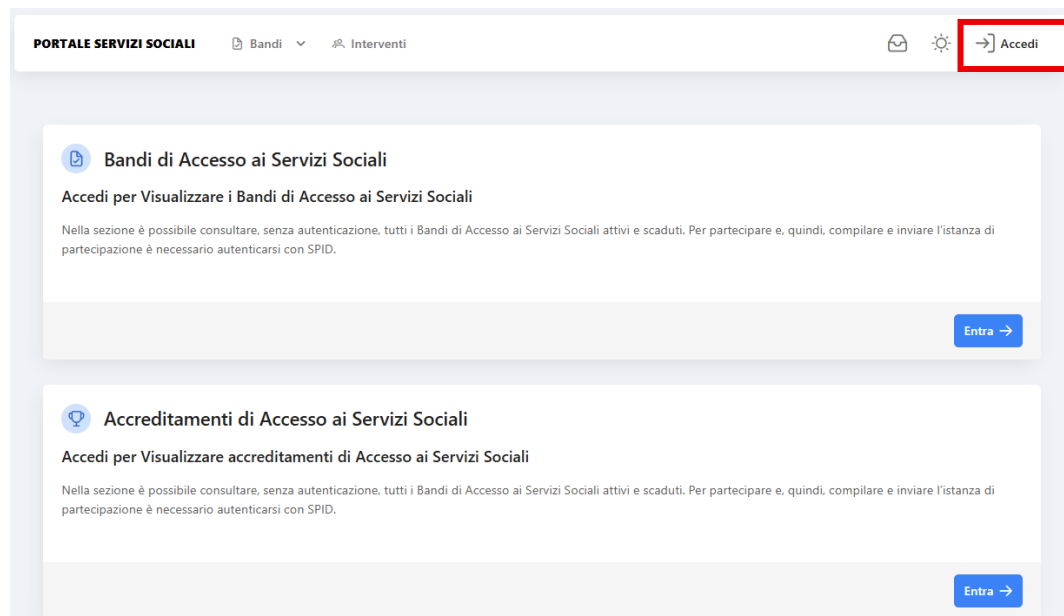 PORTALE SERVIZI SOCIALI Bandi Interventi Accedi
Bandi di Accesso ai Servizi Sociali
Accedi per Visualizzare i Bandi di Accesso ai Servizi Sociali
Nella sezione è possibile consultare, senza autenticazione, tutti i Bandi di Accesso ai Servizi Sociali attivi e scaduti. Per partecipare e, quindi, compilare e inviare l'istanza di
partecipazione è necessario autenticarsi con SPID.
Entra
Accreditamenti di Accesso ai Servizi Sociali
Accedi per Visualizzare accreditamenti di Accesso ai Servizi Sociali
Nella sezione è possibile consultare, senza autenticazione, tutti i Bandi di Accesso ai Servizi Sociali attivi e scaduti. Per partecipare e, quindi, compilare e inviare l'istanza di
partecipazione è necessario autenticarsi con SPID.
Entra